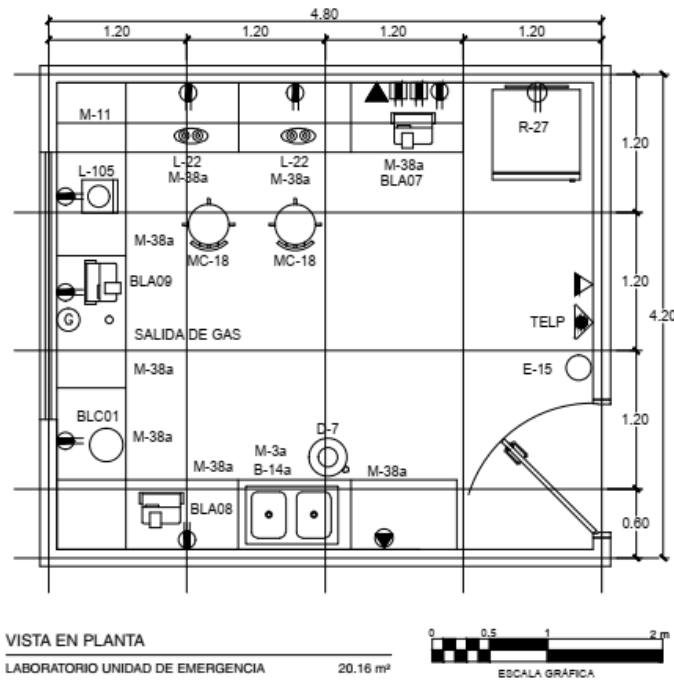 4.80
1.20 1.20 1.20 1.20
M-11
R-27
1.20
L-105
L-22 L-22 M-38a
M-38a M-38a BLA07
M-38a
MC-18 MC-18
BLA09
1.20
4.20
G
TELP
SALIDA DE GAS
M-38a
E-15
BLC01
1.20
M-38a
D-7
M-3a
M-38a B-14a M-38a
BLA08
0.60
VISTA EN PLANTA
LABORATORIO UNIDAD DE EMERGENCIA 20.16 m²
0 0.5 1 2 m
ESCALA GRÁFICA